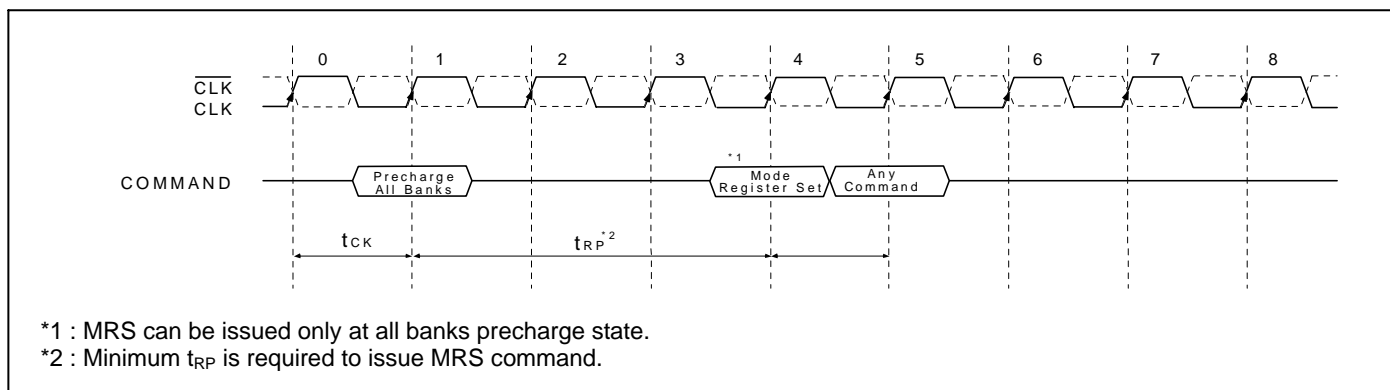 0 1 2 3 4 5 6 7 8
CLK
CLK
COMMAND
Precharge
All Banks
*1
Mode
Register Set
Any
Command
tCK
tRP*2
*1 : MRS can be issued only at all banks precharge state.
*2 : Minimum tRP is required to issue MRS command.